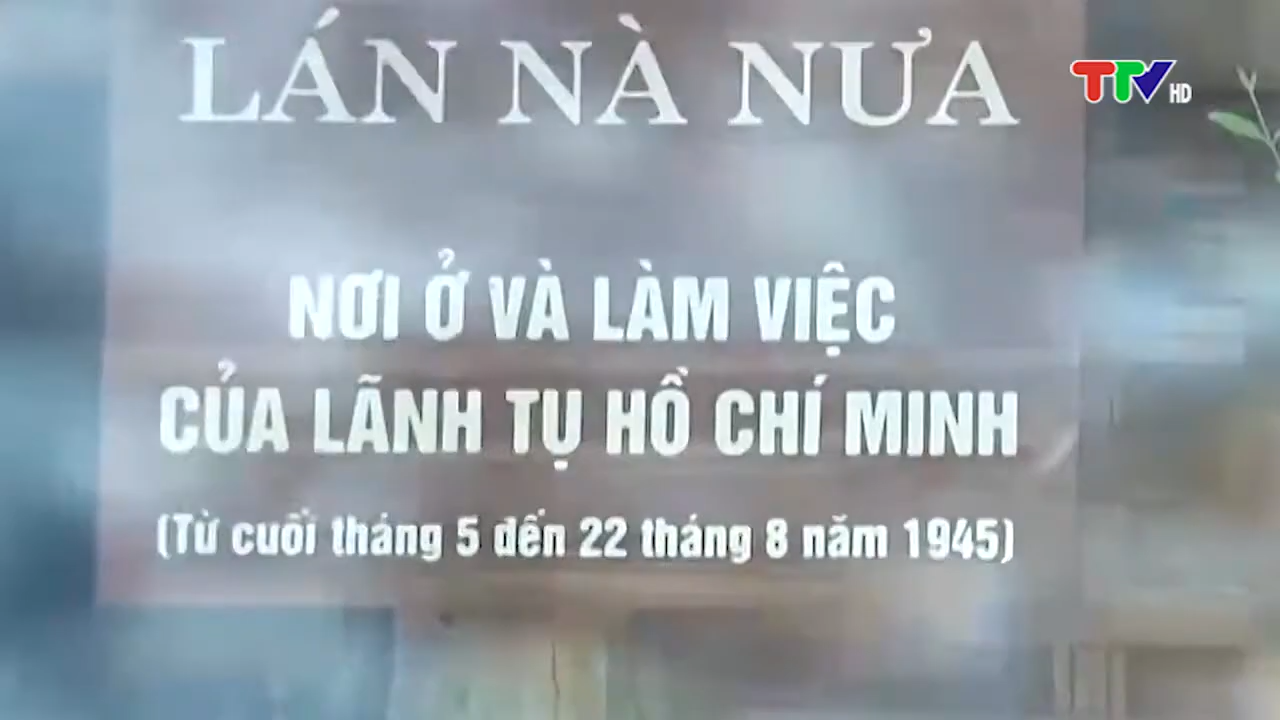 LÁN NÀ NƯA
TTV HD
NƠI Ở VÀ LÀM VIỆC
CỦA LÃNH TỤ HỒ CHÍ MINH
(Từ cuối tháng 5 đến 22 tháng 8 năm 1945)